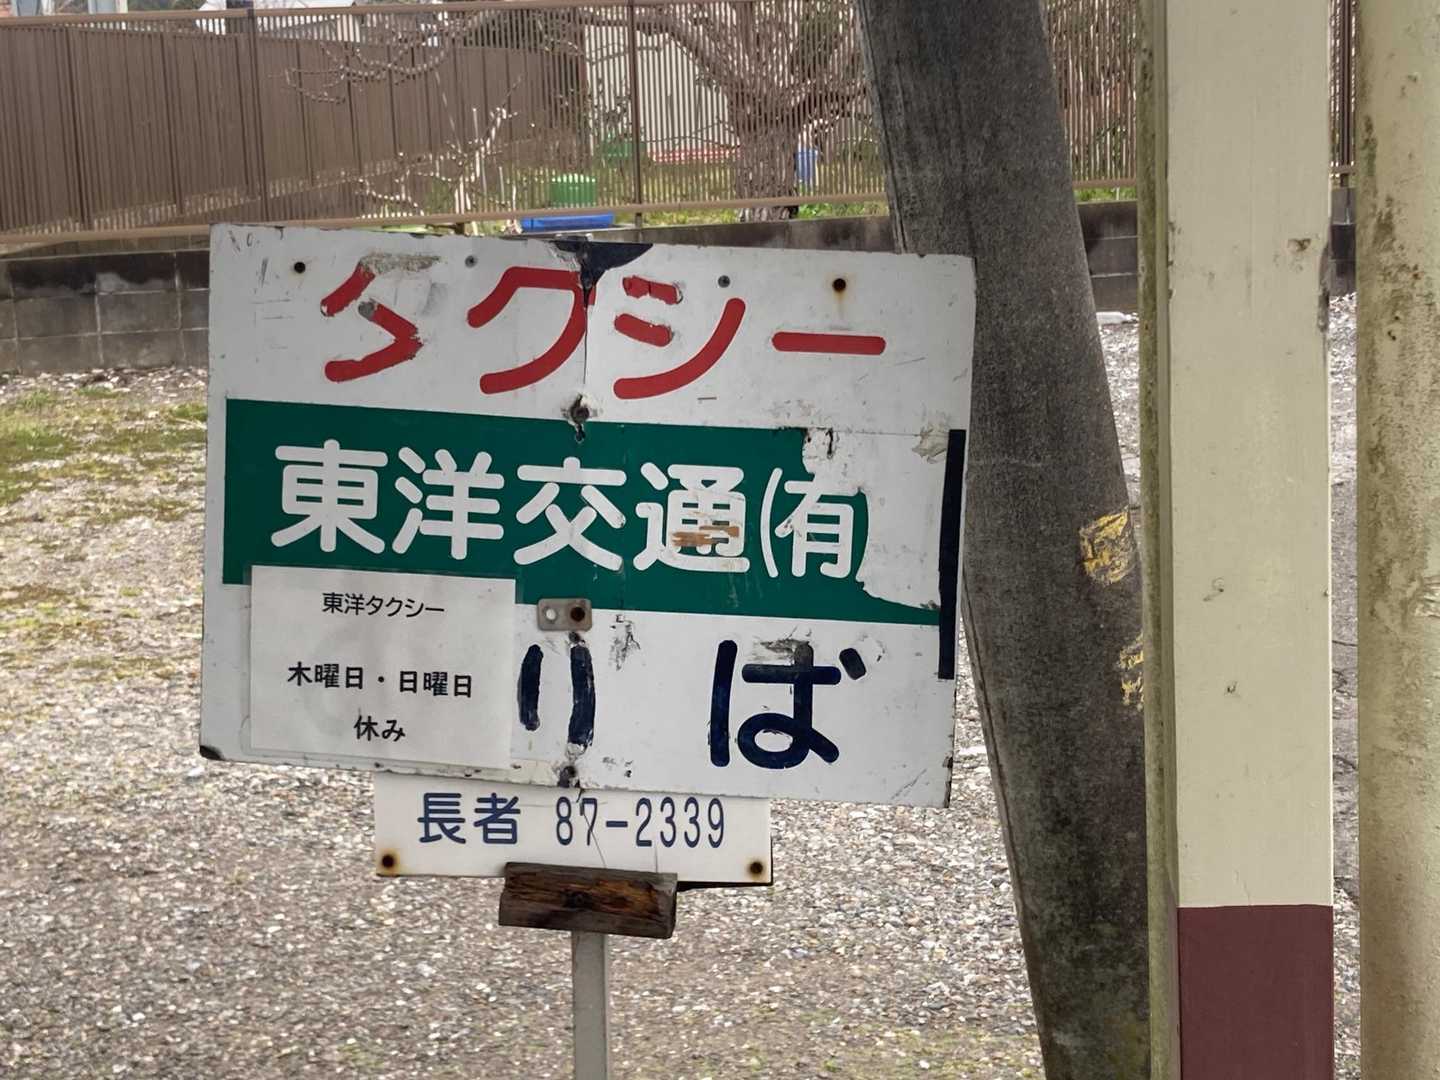 タクシー
東洋交通(有)
東洋タクシー
木曜日・日曜日
休み
りば
長者 87-2339